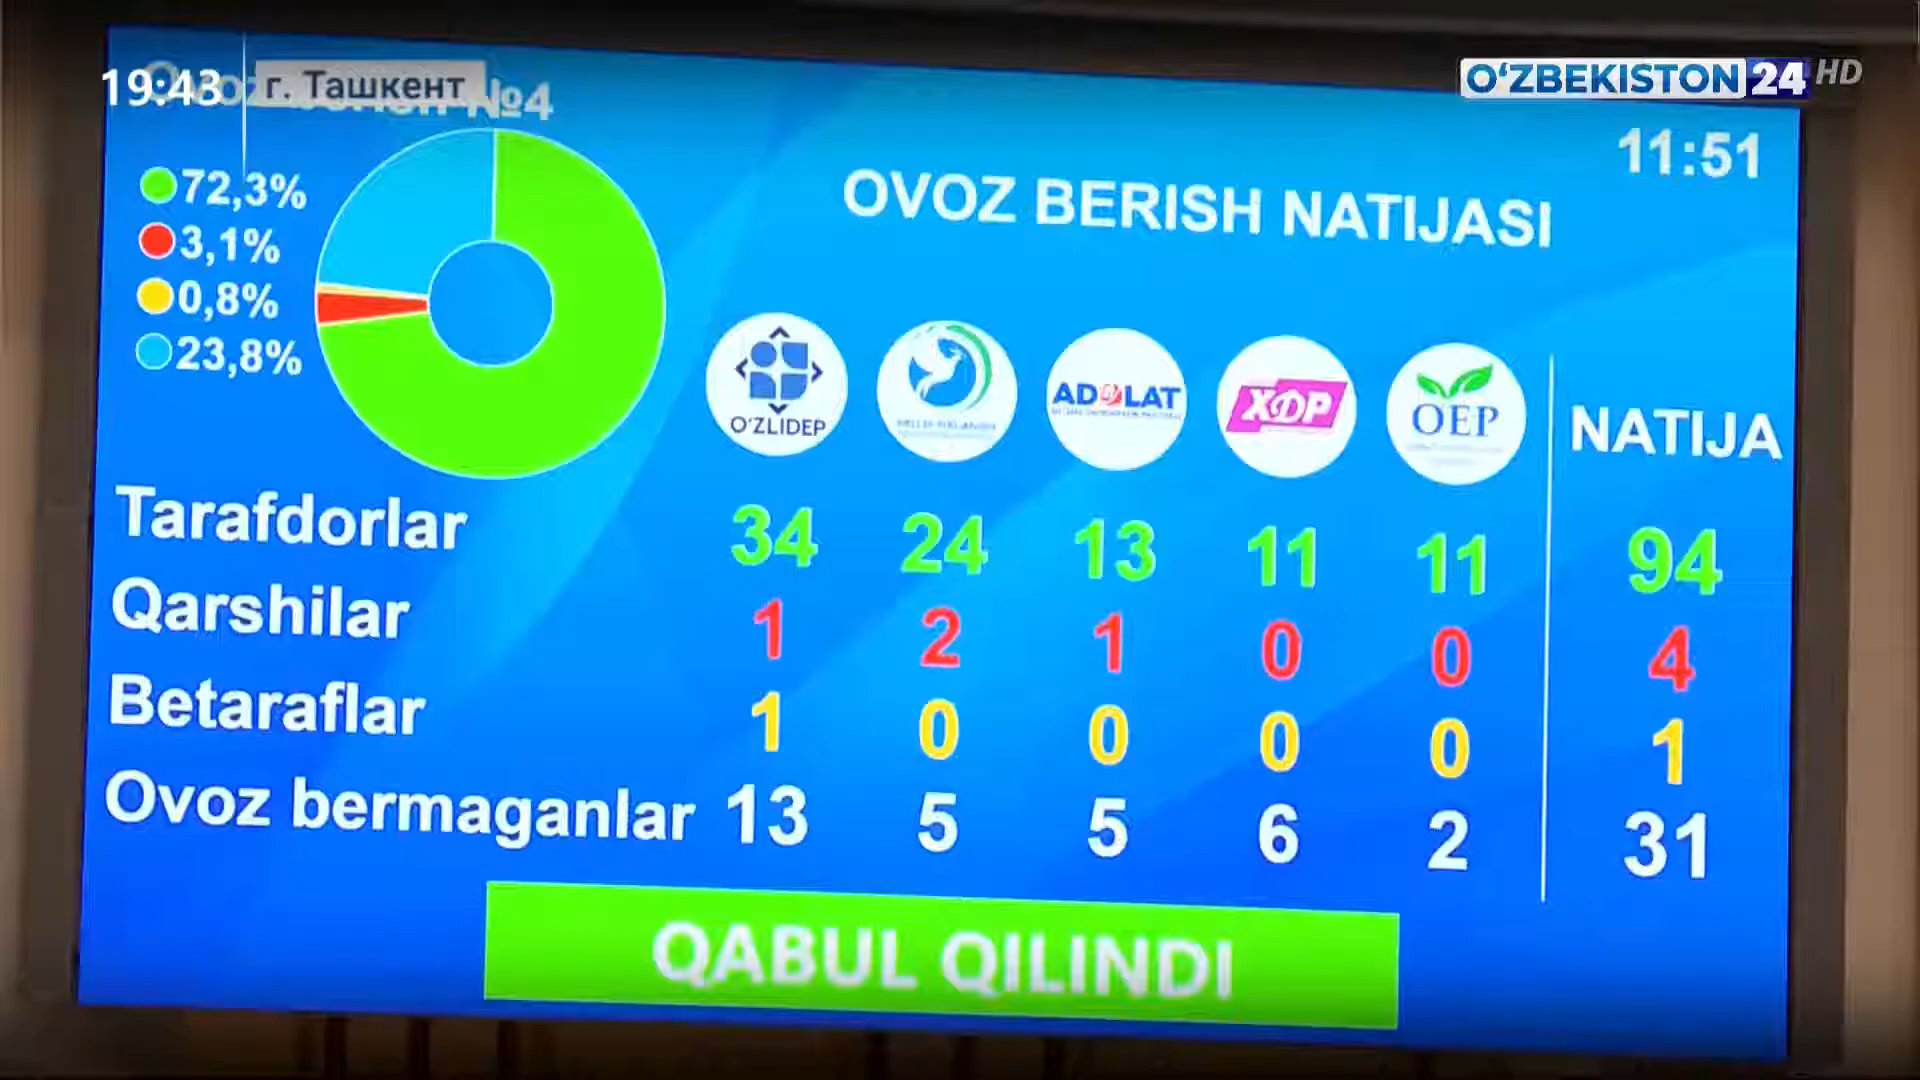 19:43
г. Ташкент
№4
O‘ZBEKISTON 24 HD
11:51
72,3%
3,1%
0,8%
23,8%
OVOZ BERISH NATIJASI
O‘ZLIDEP
ADOLAT
ХДР
OEP
NATIJA
Tarafdorlar 34 24 13 11 11 94
Qarshilar 1 2 1 0 0 4
Betaraflar 1 0 0 0 0 1
Ovoz bermaganlar 13 5 5 6 2 31
QABUL QILINDI